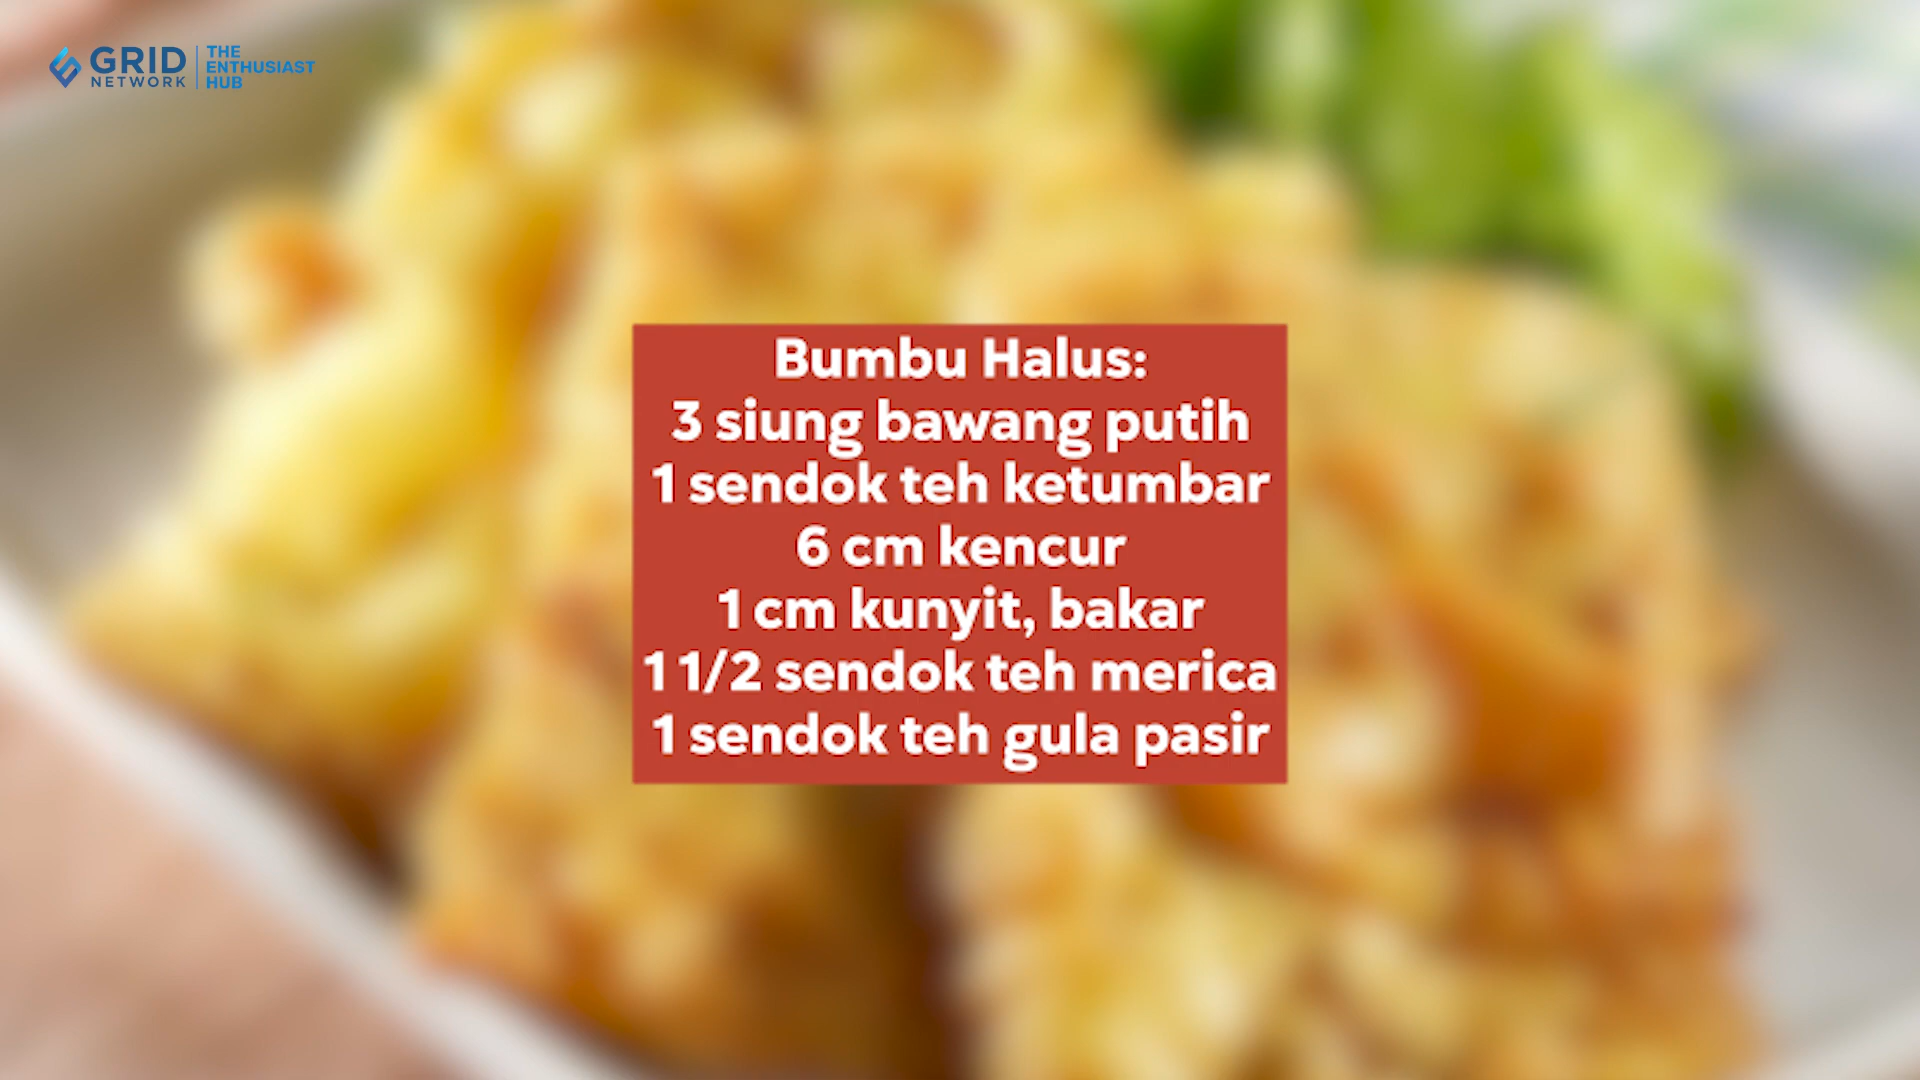 GRID NETWORK
THE ENTHUSIAST HUB
Bumbu Halus:
3 siung bawang putih
1 sendok teh ketumbar
6 cm kencur
1 cm kunyit, bakar
1 1/2 sendok teh merica
1 sendok teh gula pasir